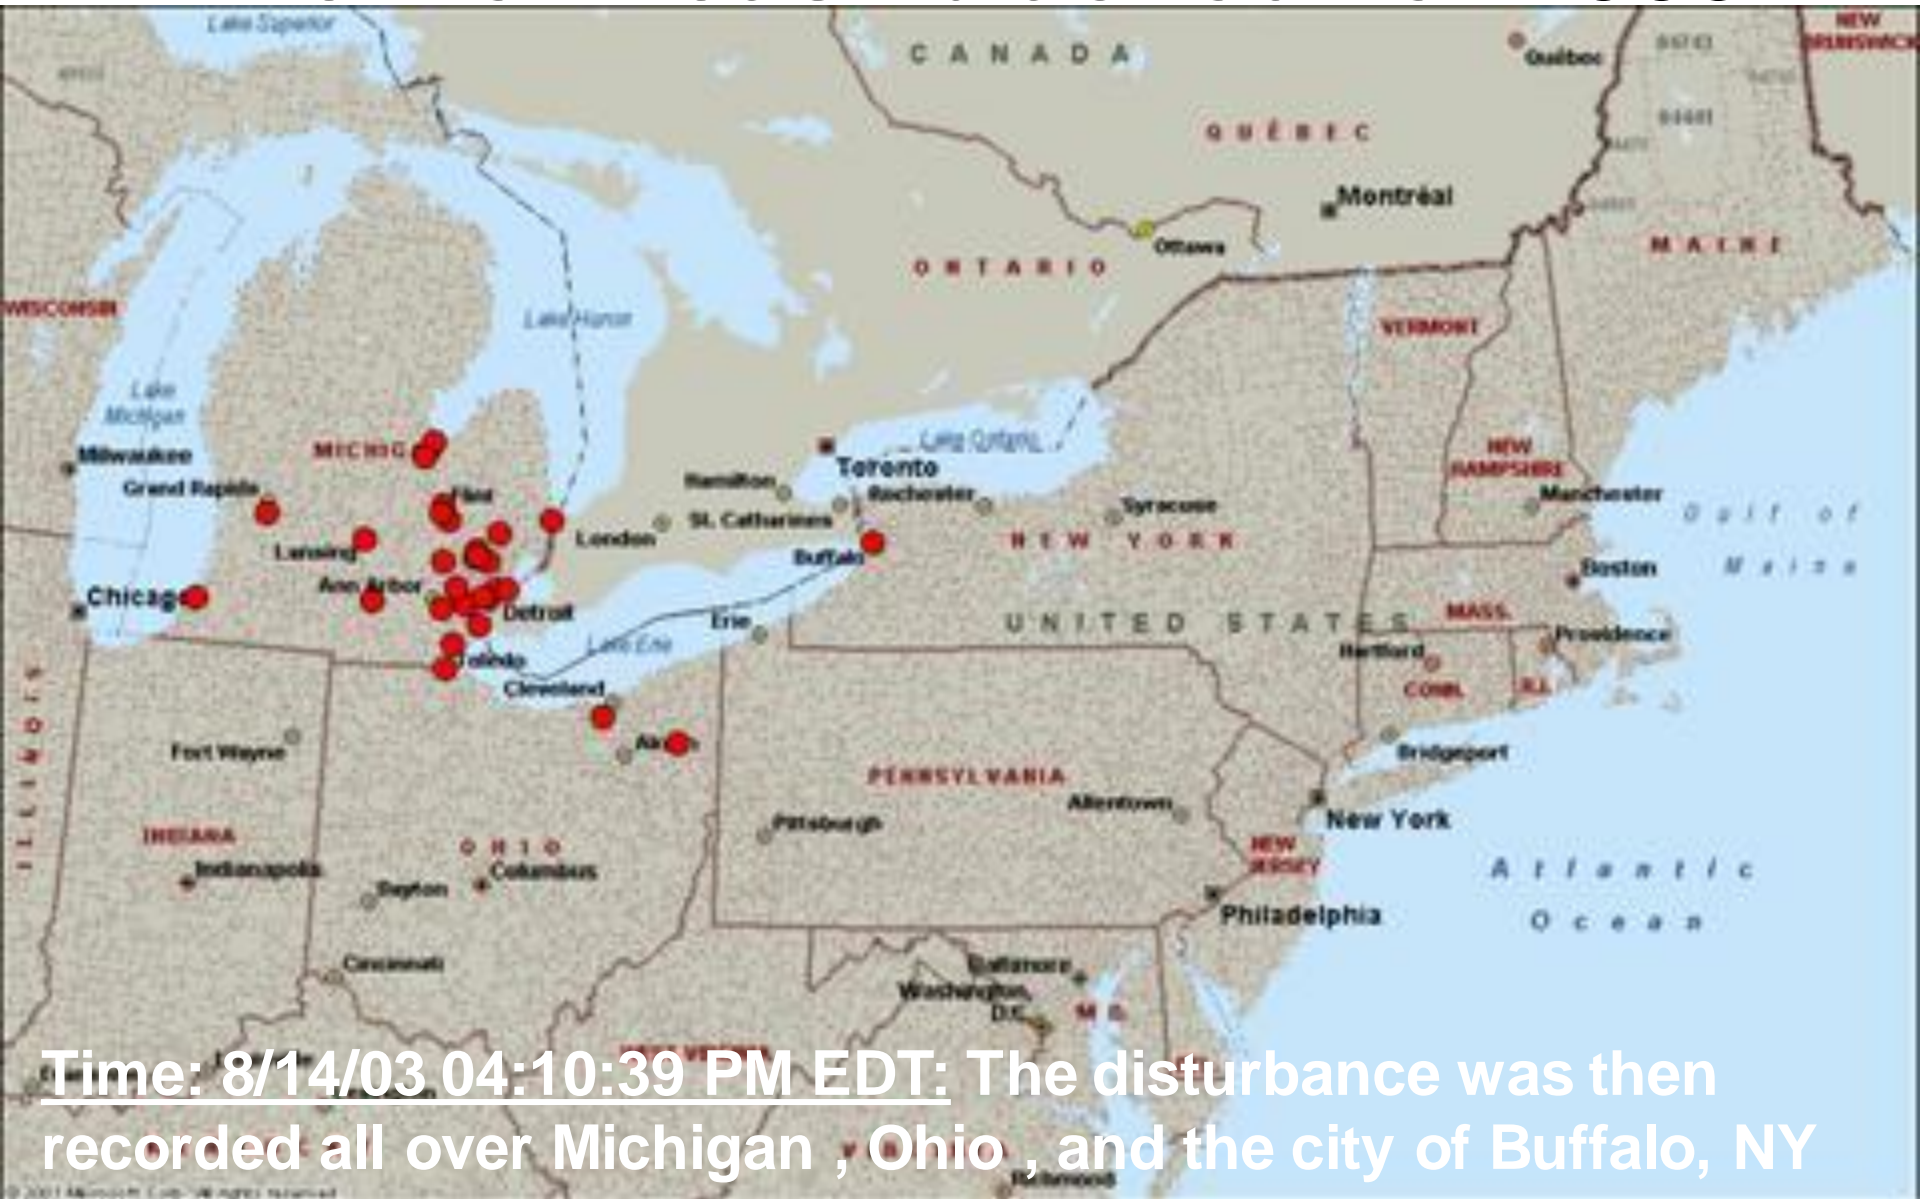 Lake Superior
CANADA
Québec
NEW
BRUNSWICK
QUÉBEC
Montréal
Ottawa
ONTARIO
MAINE
WISCONSIN
Lake Huron
VERMONT
Lake
Michigan
MICHIG
Milwaukee
Grand Rapids
Flint
Toronto
Lake Ontario
Hamilton
Rochester
Syracuse
NEW
HAMPSHIRE
Manchester
Gulf of
Maine
London
St. Catharines
Lansing
Buffalo
NEW YORK
Boston
Ann Arbor
Chicag
Detroit
Erie
UNITED STATES
MASS.
Providence
Hartford
Lake Erie
Toledo
Cleveland
CONN.
R.I.
ILLINOIS
Fort Wayne
Bridgeport
PENNSYLVANIA
Allentown
Pittsburgh
New York
INDIANA
OHIO
NEW
JERSEY
Indianapolis
Columbus
Dayton
Atlantic
Ocean
Philadelphia
Cincinnati
Baltimore
Washington,
D.C.
MD.
WEST VIRGINIA
Time: 8/14/03 04:10:39 PM EDT: The disturbance was then
recorded all over Michigan , Ohio , and the city of Buffalo, NY
Richmond